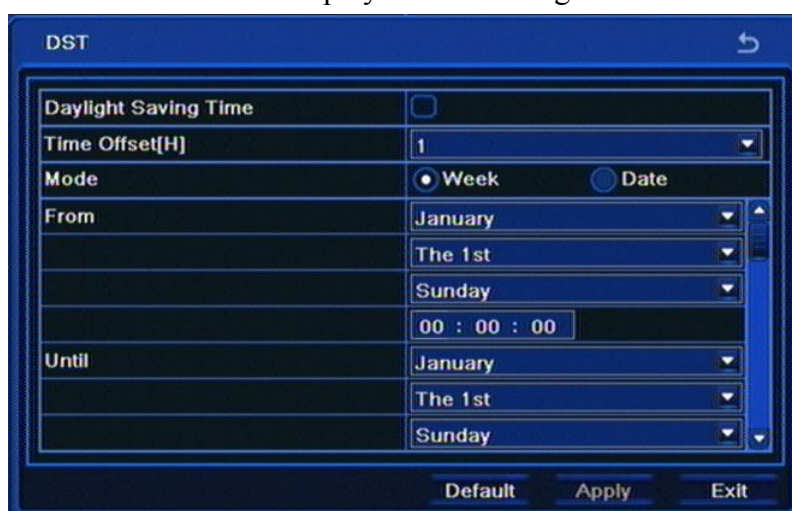 DST
Daylight Saving Time
Time Offset[H] 1
Mode Week Date
From January
The 1st
Sunday
00 : 00 : 00
Until January
The 1st
Sunday
Default Apply Exit